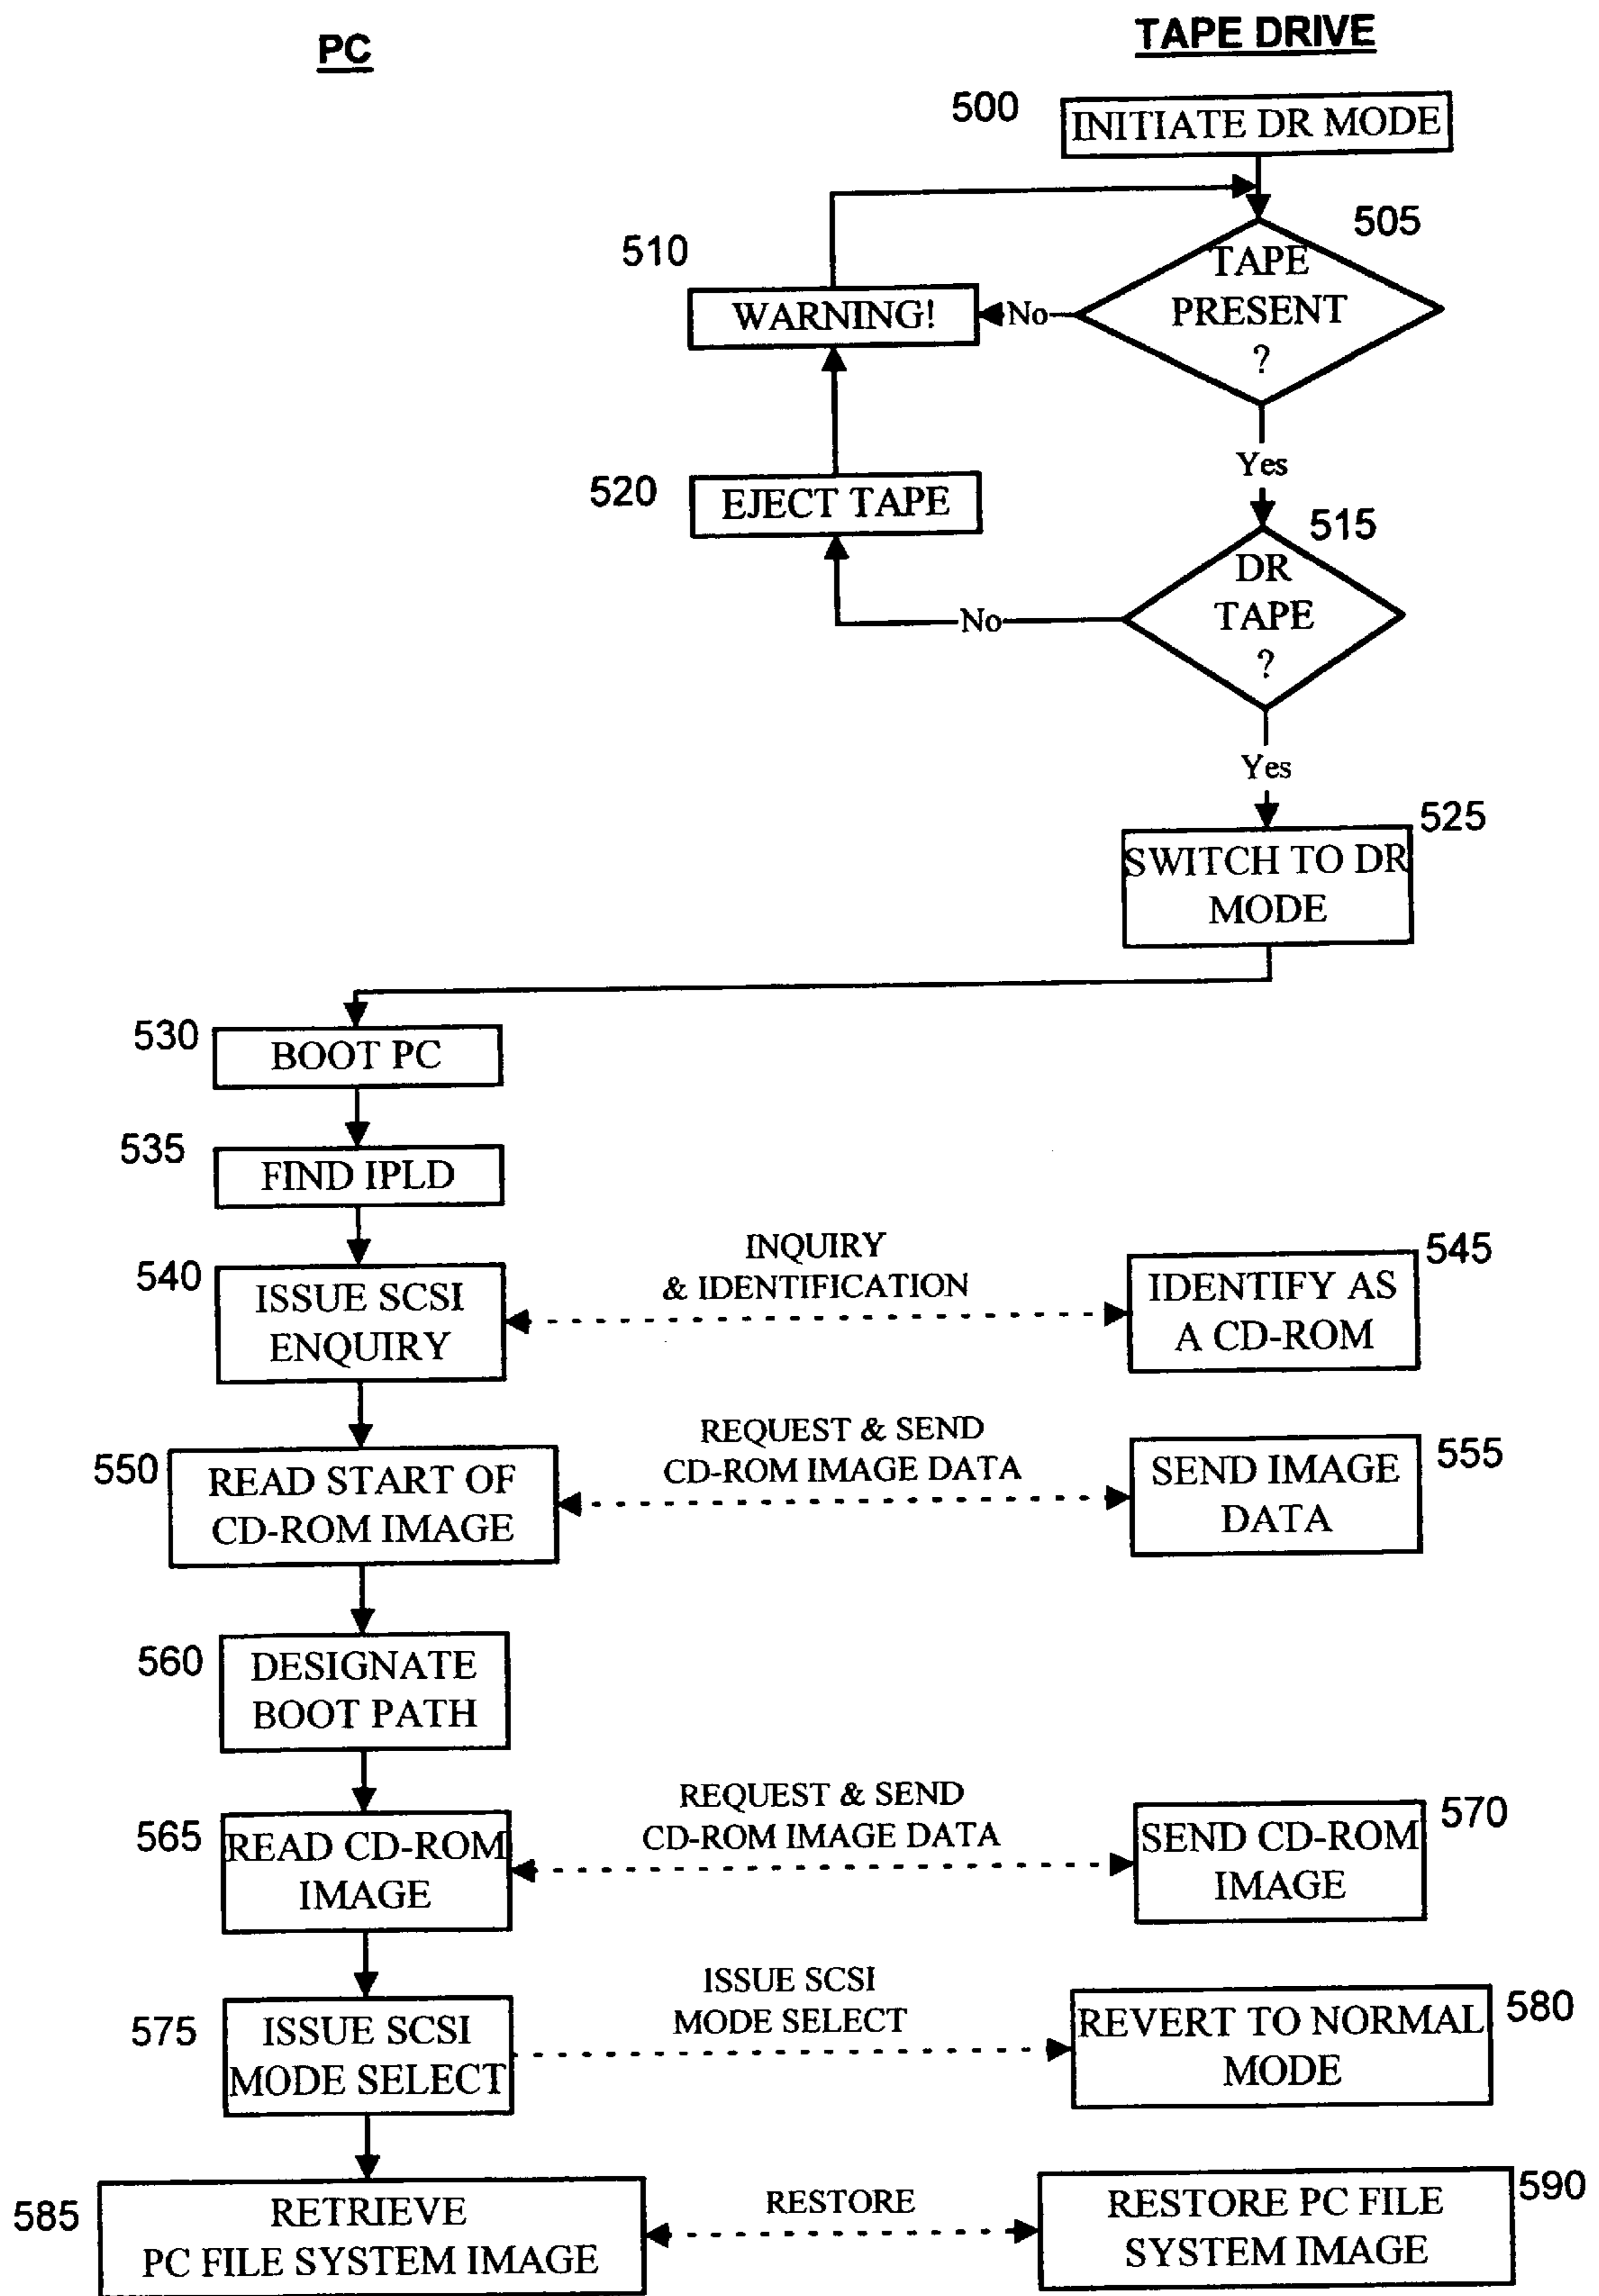 PC
TAPE DRIVE
500
INITIATE DR MODE
505
TAPE
PRESENT
?
510
WARNING!
No
Yes
520
EJECT TAPE
515
DR
TAPE
?
No
Yes
525
SWITCH TO DR
MODE
530
BOOT PC
535
FIND IPLD
540
ISSUE SCSI
ENQUIRY
INQUIRY
& IDENTIFICATION
545
IDENTIFY AS
A CD-ROM
550
READ START OF
CD-ROM IMAGE
REQUEST & SEND
CD-ROM IMAGE DATA
555
SEND IMAGE
DATA
560
DESIGNATE
BOOT PATH
565
READ CD-ROM
IMAGE
REQUEST & SEND
CD-ROM IMAGE DATA
570
SEND CD-ROM
IMAGE
575
ISSUE SCSI
MODE SELECT
ISSUE SCSI
MODE SELECT
580
REVERT TO NORMAL
MODE
585
RETRIEVE
PC FILE SYSTEM IMAGE
RESTORE
590
RESTORE PC FILE
SYSTEM IMAGE